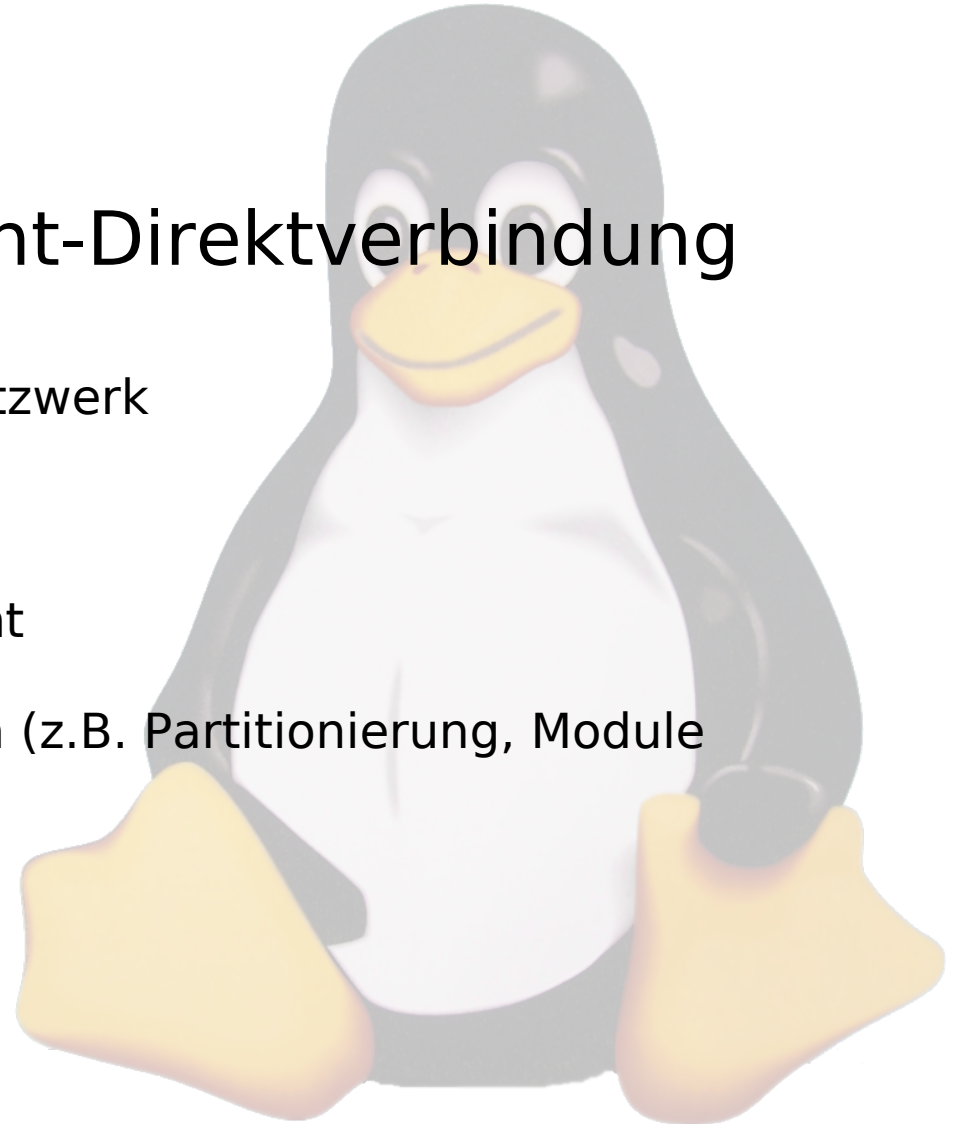 nt-Direktverbindung
tzwerk
nt
(z.B. Partitionierung, Module